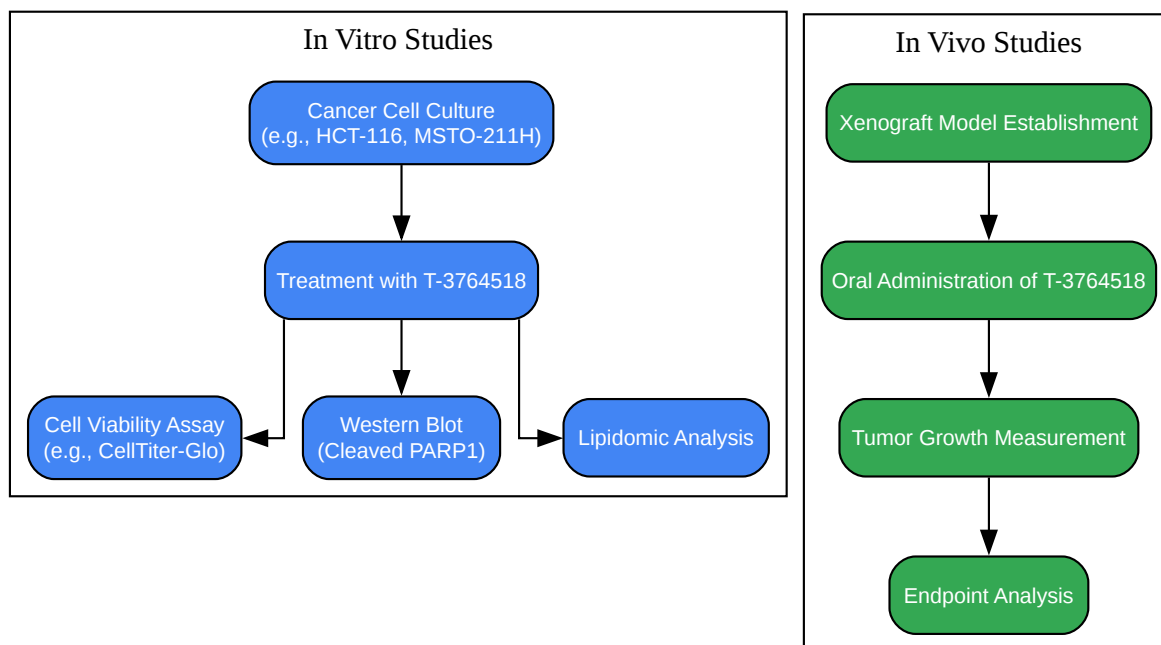 In Vitro Studies
Cancer Cell Culture
(e.g., HCT-116, MSTO-211H)
Treatment with T-3764518
Cell Viability Assay
(e.g., CellTiter-Glo)
Western Blot
(Cleaved PARP1)
Lipidomic Analysis
In Vivo Studies
Xenograft Model Establishment
Oral Administration of T-3764518
Tumor Growth Measurement
Endpoint Analysis